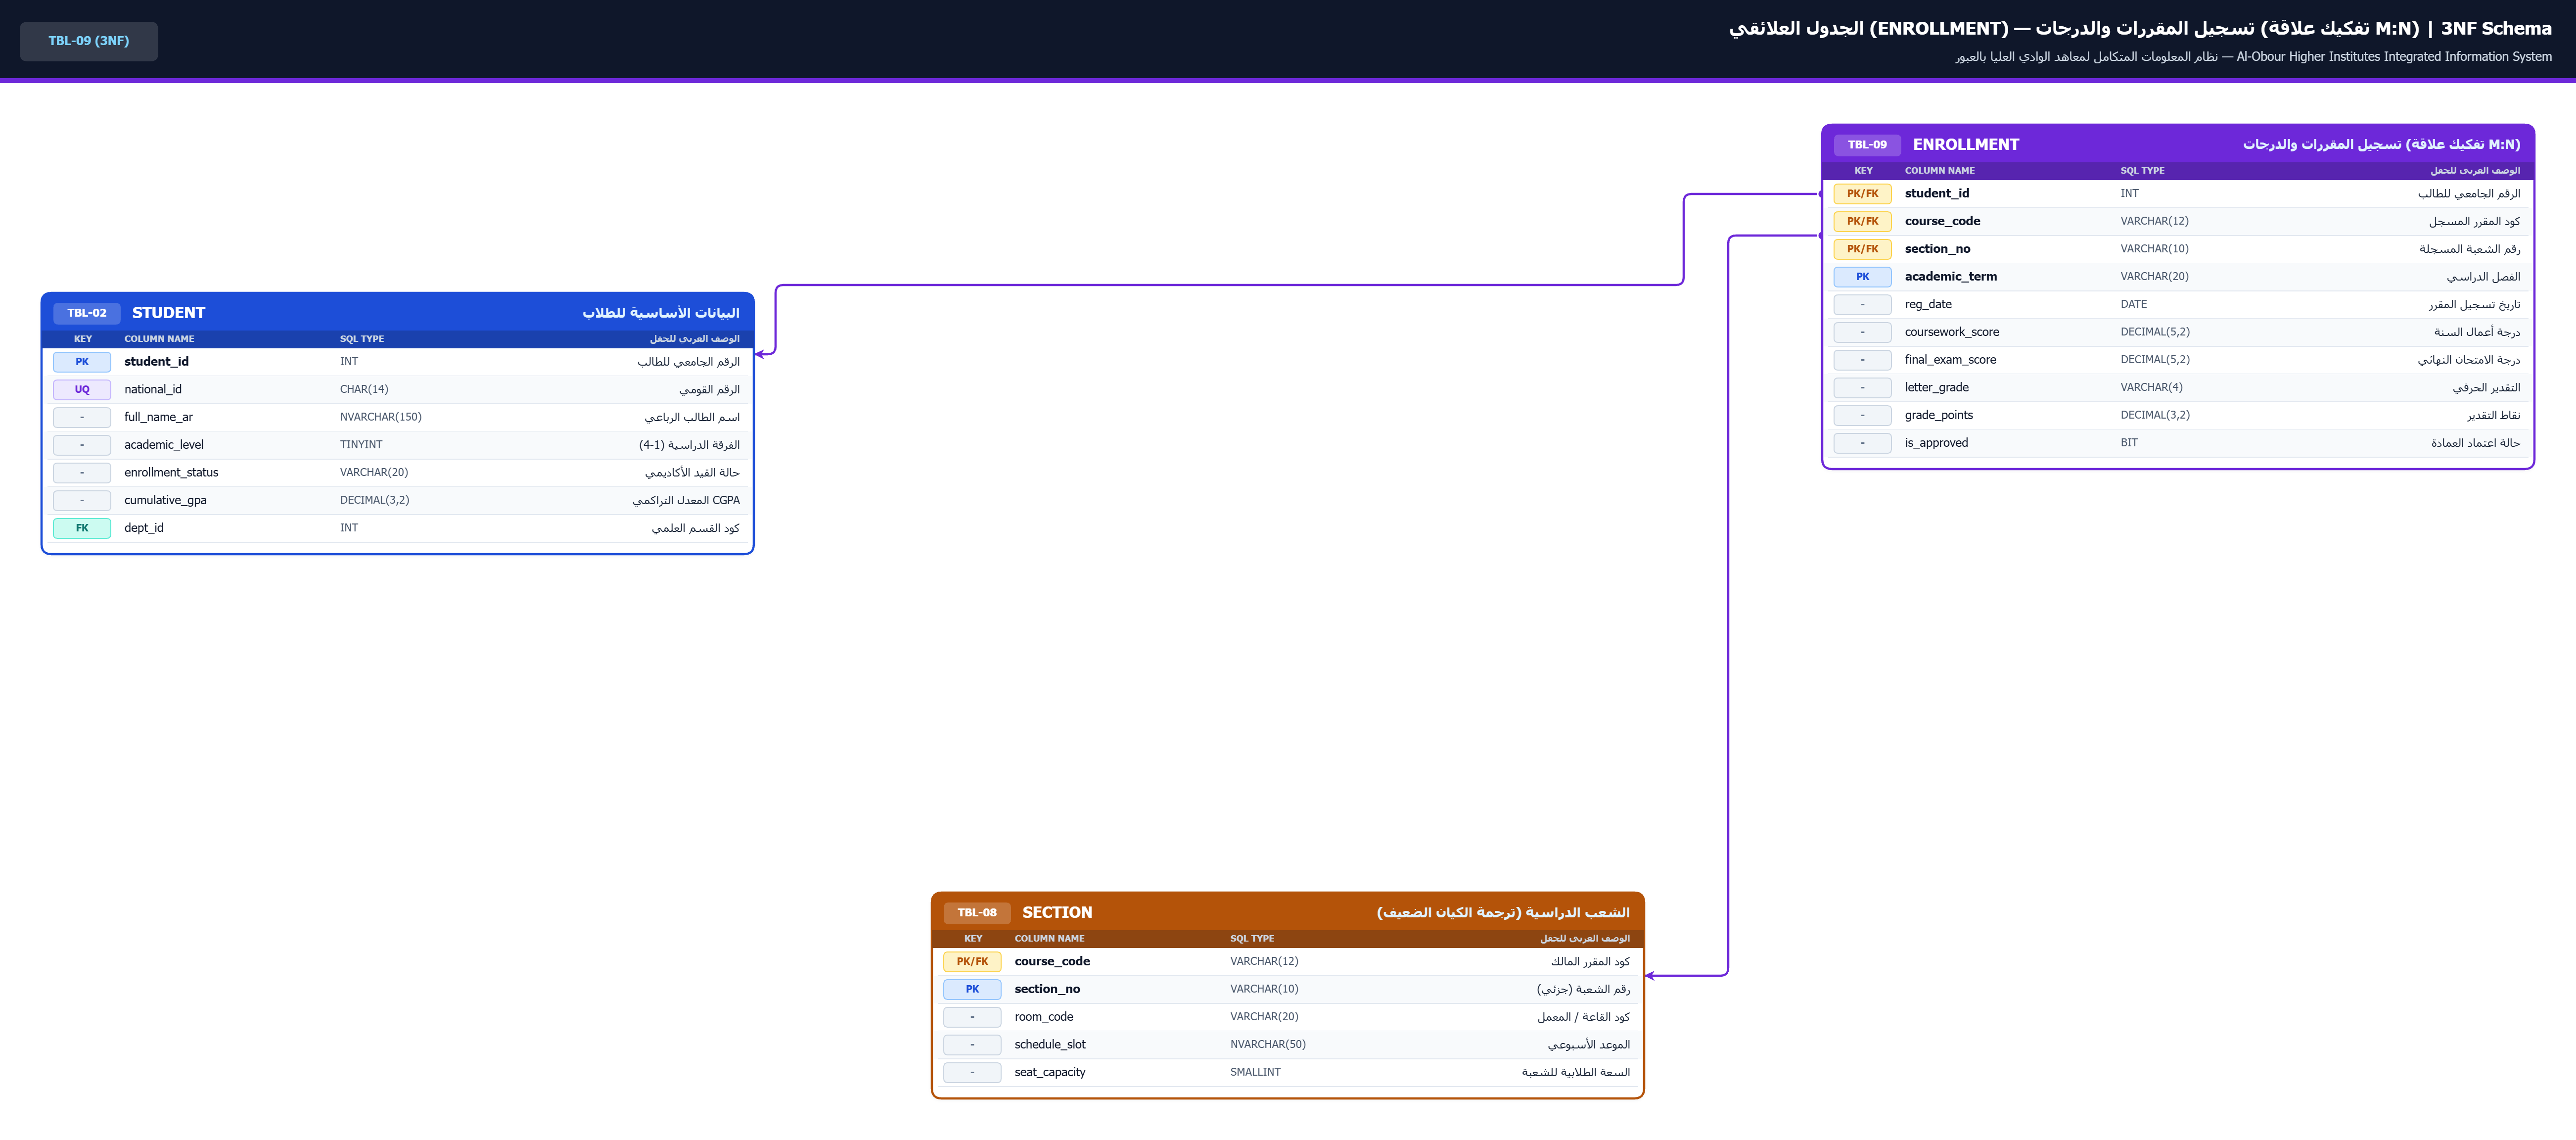 الجدول العلائقي (ENROLLMENT) — تسجيل المقررات والدرجات (تفكيك علاقة M:N) | 3NF Schema
TBL-09 (3NF)
نظام المعلومات المتكامل لمعاهد الوادي العليا بالعبور — Al-Obour Higher Institutes Integrated Information System
TBL-09 ENROLLMENT تسجيل المقررات والدرجات (تفكيك علاقة M:N)
KEY COLUMN NAME SQL TYPE الوصف العربي للحقل
PK/FK student_id INT الرقم الجامعي للطالب
PK/FK course_code VARCHAR(12) كود المقرر المسجل
PK/FK section_no VARCHAR(10) رقم الشعبة المسجلة
PK academic_term VARCHAR(20) الفصل الدراسي
- reg_date DATE تاريخ تسجيل المقرر
- coursework_score DECIMAL(5,2) درجة أعمال السنة
- final_exam_score DECIMAL(5,2) درجة الامتحان النهائي
- letter_grade VARCHAR(4) التقدير الحرفي
- grade_points DECIMAL(3,2) نقاط التقدير
- is_approved BIT حالة اعتماد العمادة
TBL-02 STUDENT البيانات الأساسية للطلاب
KEY COLUMN NAME SQL TYPE الوصف العربي للحقل
PK student_id INT الرقم الجامعي للطالب
UQ national_id CHAR(14) الرقم القومي
- full_name_ar NVARCHAR(150) اسم الطالب الرباعي
- academic_level TINYINT الفرقة الدراسية (1-4)
- enrollment_status VARCHAR(20) حالة القيد الأكاديمي
- cumulative_gpa DECIMAL(3,2) المعدل التراكمي CGPA
FK dept_id INT كود القسم العلمي
TBL-08 SECTION الشعب الدراسية (ترجمة الكيان الضعيف)
KEY COLUMN NAME SQL TYPE الوصف العربي للحقل
PK/FK course_code VARCHAR(12) كود المقرر المالك
PK section_no VARCHAR(10) رقم الشعبة (جزئي)
- room_code VARCHAR(20) كود القاعة / المعمل
- schedule_slot NVARCHAR(50) الموعد الأسبوعي
- seat_capacity SMALLINT السعة الطلابية للشعبة